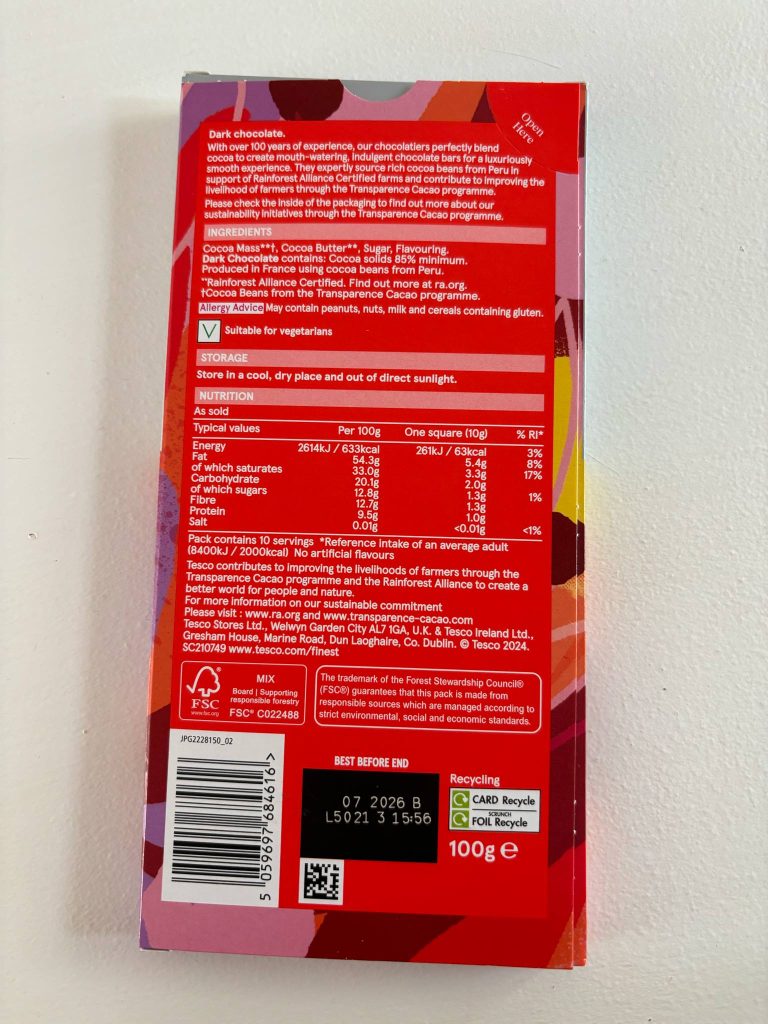 Open
Here
Dark chocolate.
With over 100 years of experience, our chocolatiers perfectly blend
cocoa to create mouth-watering, indulgent chocolate bars for a luxuriously
smooth experience. They expertly source rich cocoa beans from Peru in
support of Rainforest Alliance Certified farms and contribute to improving the
livelihood of farmers through the Transparence Cacao programme.
Please check the inside of the packaging to find out more about our
sustainability initiatives through the Transparence Cacao programme.
INGREDIENTS
Cocoa Mass**†, Cocoa Butter**, Sugar, Flavouring.
Dark Chocolate contains: Cocoa solids 85% minimum.
Produced in France using cocoa beans from Peru.
**Rainforest Alliance Certified. Find out more at ra.org.
†Cocoa Beans from the Transparence Cacao programme.
Allergy Advice May contain peanuts, nuts, milk and cereals containing gluten.
V Suitable for vegetarians
STORAGE
Store in a cool, dry place and out of direct sunlight.
NUTRITION
As sold
Typical values Per 100g One square (10g) % RI*
Energy 2614kJ / 633kcal 261kJ / 63kcal 3%
Fat 54.3g 5.4g 8%
of which saturates 33.0g 3.3g 17%
Carbohydrate 20.1g 2.0g
of which sugars 12.8g 1.3g 1%
Fibre 12.7g 1.3g
Protein 9.5g 1.0g
Salt 0.01g <0.01g <1%
Pack contains 10 servings *Reference intake of an average adult
(8400kJ / 2000kcal) No artificial flavours
Tesco contributes to improving the livelihoods of farmers through the
Transparence Cacao programme and the Rainforest Alliance to create a
better world for people and nature.
For more information on our sustainable commitment
Please visit : www.ra.org and www.transparence-cacao.com
Tesco Stores Ltd., Welwyn Garden City AL7 1GA, U.K. & Tesco Ireland Ltd.,
Gresham House, Marine Road, Dun Laoghaire, Co. Dublin. © Tesco 2024.
SC210749 www.tesco.com/finest
FSC
www.fsc.org
MIX
Board | Supporting
responsible forestry
FSC® C022488
The trademark of the Forest Stewardship Council®
(FSC®) guarantees that this pack is made from
responsible sources which are managed according to
strict environmental, social and economic standards.
JPG2228150_02
5 059697 684616 >
BEST BEFORE END
07 2026 B
L5021 3 15:56
Recycling
CARD Recycle
SCRUNCH
FOIL Recycle
100g e